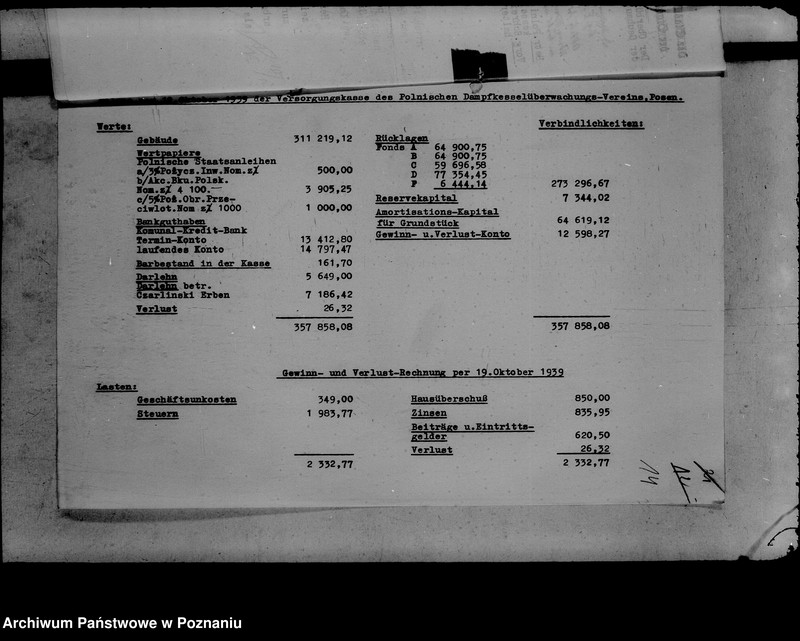 Oktober 1939 der Versorgungskasse des Polnischen Dampfkesselüberwachungs-Vereins,Posen.
Werte:
Gebäude 311 219,12
Wertpapiere
Polnische Staatsanleihen
a/3%Požycz.Inw.Nom.zł 500,00
b/Akc.Bku.Polsk.
Nom.zł 4 100.— 3 905,25
c/5%Poż.Obr.Prze-
ciwlot.Nom zł 1000 1 000,00
Bankguthaben
Komunal-Kredit-Bank
Termin-Konto 13 412,80
laufendes Konto 14 797,47
Barbestand in der Kasse 161,70
Darlehn 5 649,00
Darlehn betr.
Czarlinski Erben 7 186,42
Verlust 26,32
357 858,08
Verbindlichkeiten:
Rücklagen
Fonds A 64 900,75
B 64 900,75
C 59 696,58
D 77 354,45
F 6 444,14 273 296,67
Reservekapital 7 344,02
Amortisations-Kapital
für Grundstück 64 619,12
Gewinn- u.Verlust-Konto 12 598,27
357 858,08
Gewinn- und Verlust-Rechnung per 19.Oktober 1939
Lasten:
Geschäftsunkosten 349,00
Steuern 1 983,77
2 332,77
Hausüberschuß 850,00
Zinsen 835,95
Beiträge u.Eintritts-
gelder 620,50
Verlust 26,32
2 332,77
14
Archiwum Państwowe w Poznaniu